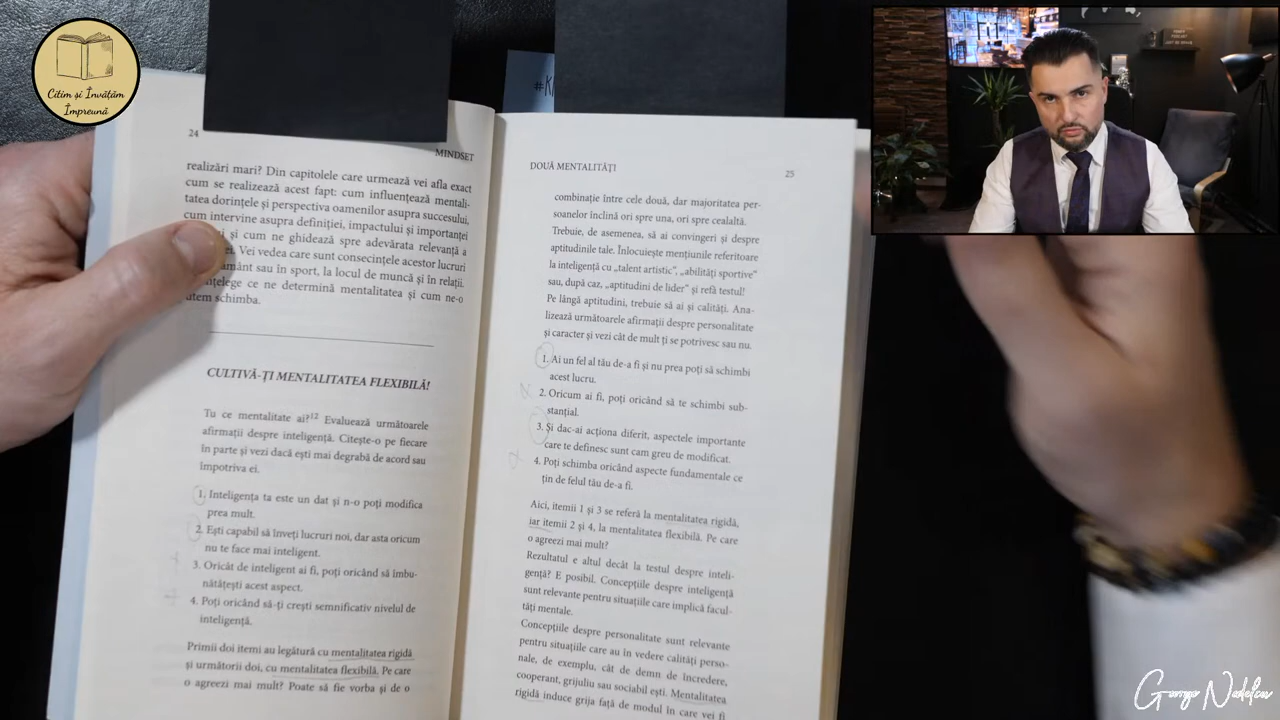 Citim și Învățăm
Împreună
24
MINDSET
realizări mari? Din capitolele care urmează vei afla exact
cum se realizează acest fapt: cum influențează mentali-
tatea dorințele și perspectiva oamenilor asupra succesului,
cum intervine asupra definiției, impactului și importanței
și cum ne ghidează spre adevărata relevanță a
Vei vedea care sunt consecințele acestor lucruri
sau în sport, la locul de muncă și în relații.
ce ne determină mentalitatea și cum ne-o
schimba.
CULTIVĂ-ȚI MENTALITATEA FLEXIBILĂ!
Tu ce mentalitate ai?12 Evaluează următoarele
afirmații despre inteligență. Citește-o pe fiecare
în parte și vezi dacă ești mai degrabă de acord sau
împotriva ei.
1. Inteligența ta este un dat și n-o poți modifica
prea mult.
2. Ești capabil să înveți lucruri noi, dar asta oricum
nu te face mai inteligent.
3. Oricât de inteligent ai fi, poți oricând să îmbu-
nătățești acest aspect.
4. Poți oricând să-ți crești semnificativ nivelul de
inteligență.
Primii doi itemi au legătură cu mentalitatea rigidă
și următorii doi, cu mentalitatea flexibilă. Pe care
o agreezi mai mult? Poate să fie vorba și de o
DOUĂ MENTALITĂȚI
25
combinație între cele două, dar majoritatea per-
soanelor înclină ori spre una, ori spre cealaltă.
Trebuie, de asemenea, să ai convingeri și despre
aptitudinile tale. Înlocuiește mențiunile referitoare
la inteligență cu „talent artistic”, „abilități sportive”
sau, după caz, „aptitudini de lider” și refă testul!
Pe lângă aptitudini, trebuie să ai și calități. Ana-
lizează următoarele afirmații despre personalitate
și caracter și vezi cât de mult ți se potrivesc sau nu.
1. Ai un fel al tău de-a fi și nu prea poți să schimbi
acest lucru.
2. Oricum ai fi, poți oricând să te schimbi sub-
stanțial.
3. Și dac-ai acționa diferit, aspectele importante
care te definesc sunt cam greu de modificat.
4. Poți schimba oricând aspecte fundamentale ce
țin de felul tău de-a fi.
Aici, itemii 1 și 3 se referă la mentalitatea rigidă,
iar itemii 2 și 4, la mentalitatea flexibilă. Pe care
o agreezi mai mult?
Rezultatul e altul decât la testul despre inteli-
gență? E posibil. Concepțiile despre inteligență
sunt relevante pentru situațiile care implică facul-
tăți mentale.
Concepțiile despre personalitate sunt relevante
pentru situațiile care au în vedere calități perso-
nale, de exemplu, cât de demn de încredere,
cooperant, grijuliu sau sociabil ești. Mentalitatea
rigidă induce grija față de modul în care vei fi